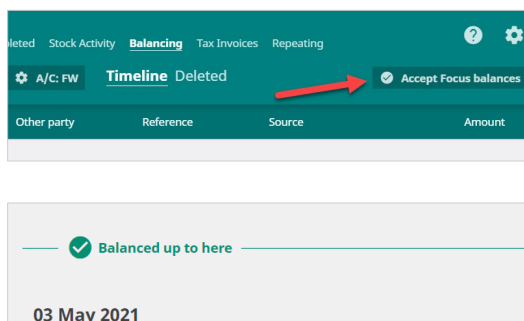 Stock Activity Balancing Tax Invoices Repeating
A/C: FW Timeline Deleted Accept Focus balances
Other party Reference Source Amount
Balanced up to here
03 May 2021